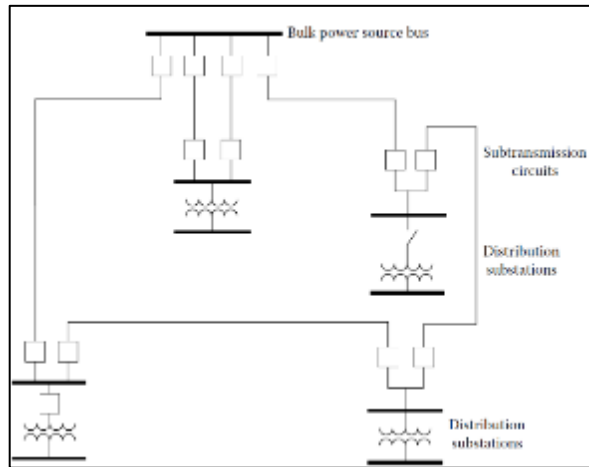 Bulk power source bus
Subtransmission
circuits
Distribution
substations
Distribution
substations